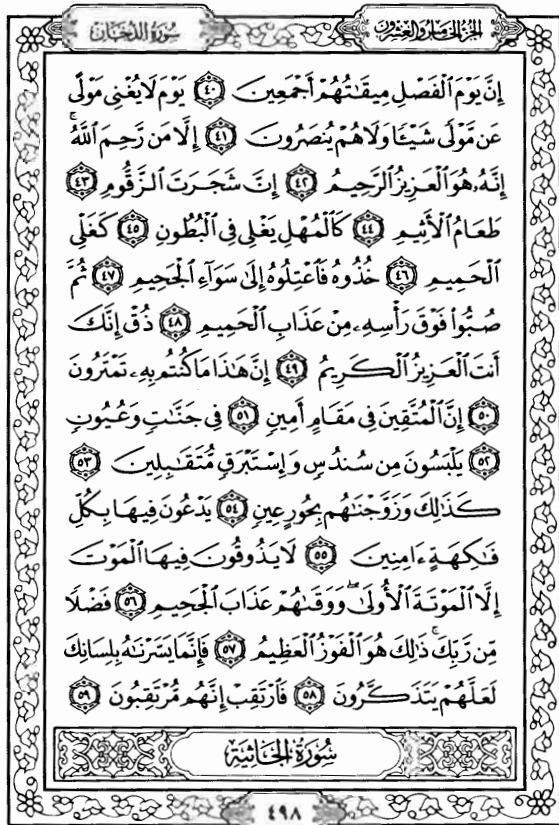 الجزء الخامس والعشرون
سورة الدخان
إِنَّ يَوْمَ ٱلْفَصْلِ مِيقَٰتُهُمْ أَجْمَعِينَ ٤٠ يَوْمَ لَا يُغْنِى مَوْلًى
عَن مَّوْلًى شَيْـًٔا وَلَا هُمْ يُنصَرُونَ ٤١ إِلَّا مَن رَّحِمَ ٱللَّهُ ۚ
إِنَّهُۥ هُوَ ٱلْعَزِيزُ ٱلرَّحِيمُ ٤٢ إِنَّ شَجَرَتَ ٱلزَّقُّومِ ٤٣
طَعَامُ ٱلْأَثِيمِ ٤٤ كَٱلْمُهْلِ يَغْلِى فِى ٱلْبُطُونِ ٤٥ كَغَلْىِ
ٱلْحَمِيمِ ٤٦ خُذُوهُ فَٱعْتِلُوهُ إِلَىٰ سَوَآءِ ٱلْجَحِيمِ ٤٧ ثُمَّ
صُبُّوا۟ فَوْقَ رَأْسِهِۦ مِنْ عَذَابِ ٱلْحَمِيمِ ٤٨ ذُقْ إِنَّكَ
أَنتَ ٱلْعَزِيزُ ٱلْكَرِيمُ ٤٩ إِنَّ هَٰذَا مَا كُنتُم بِهِۦ تَمْتَرُونَ
٥٠ إِنَّ ٱلْمُتَّقِينَ فِى مَقَامٍ أَمِينٍ ٥١ فِى جَنَّٰتٍ وَعُيُونٍ
٥٢ يَلْبَسُونَ مِن سُندُسٍ وَإِسْتَبْرَقٍ مُّتَقَٰبِلِينَ ٥٣
كَذَٰلِكَ وَزَوَّجْنَٰهُم بِحُورٍ عِينٍ ٥٤ يَدْعُونَ فِيهَا بِكُلِّ
فَٰكِهَةٍ ءَامِنِينَ ٥٥ لَا يَذُوقُونَ فِيهَا ٱلْمَوْتَ
إِلَّا ٱلْمَوْتَةَ ٱلْأُولَىٰ ۖ وَوَقَىٰهُمْ عَذَابَ ٱلْجَحِيمِ ٥٦ فَضْلًا
مِّن رَّبِّكَ ۚ ذَٰلِكَ هُوَ ٱلْفَوْزُ ٱلْعَظِيمُ ٥٧ فَإِنَّمَا يَسَّرْنَٰهُ بِلِسَانِكَ
لَعَلَّهُمْ يَتَذَكَّرُونَ ٥٨ فَٱرْتَقِبْ إِنَّهُم مُّرْتَقِبُونَ ٥٩
سُورَةُ الجَاثِيَة
٤٩٨